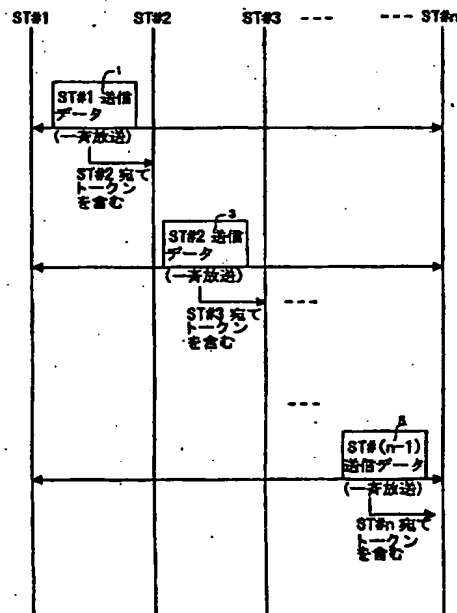 ST#1 ST#2 ST#3 --- --- ST#n
1
ST#1 送信
データ
(一斉放送)
ST#2 宛て
トークン
を含む
3
ST#2 送信
データ
(一斉放送)
ST#3 宛て
トークン
を含む
---
---
5
ST#(n-1)
送信データ
(一斉放送)
ST#n 宛て
トークン
を含む